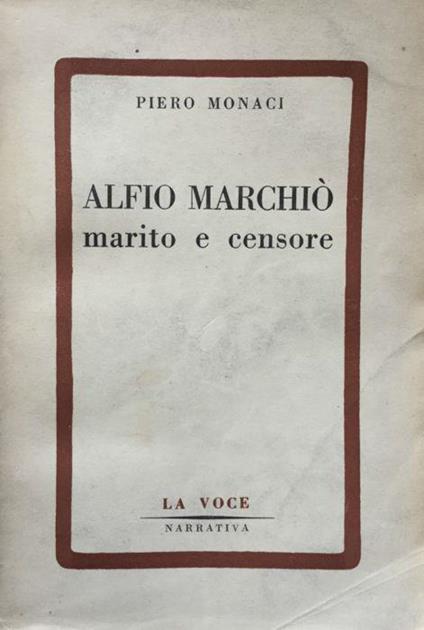 PIERO MONACI
ALFIO MARCHIÒ
marito e censore
LA VOCE
NARRATIVA